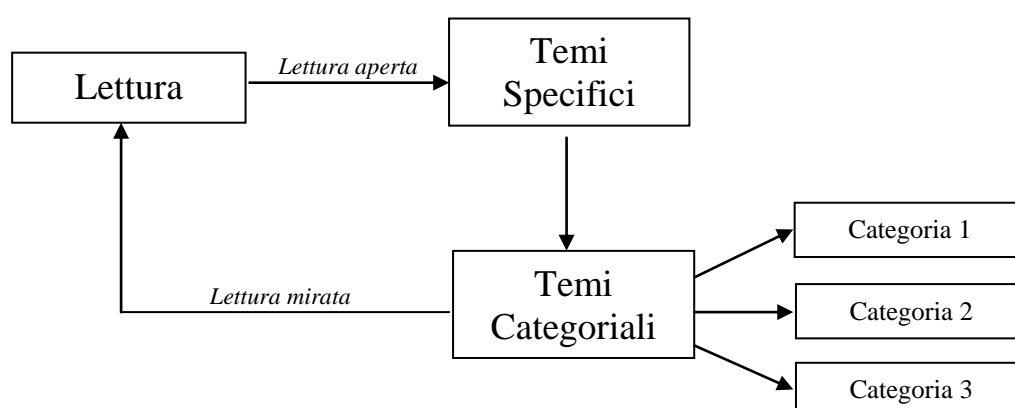 Lettura
Lettura aperta
Temi
Specifici
Temi
Categoriali
Lettura mirata
Categoria 1
Categoria 2
Categoria 3